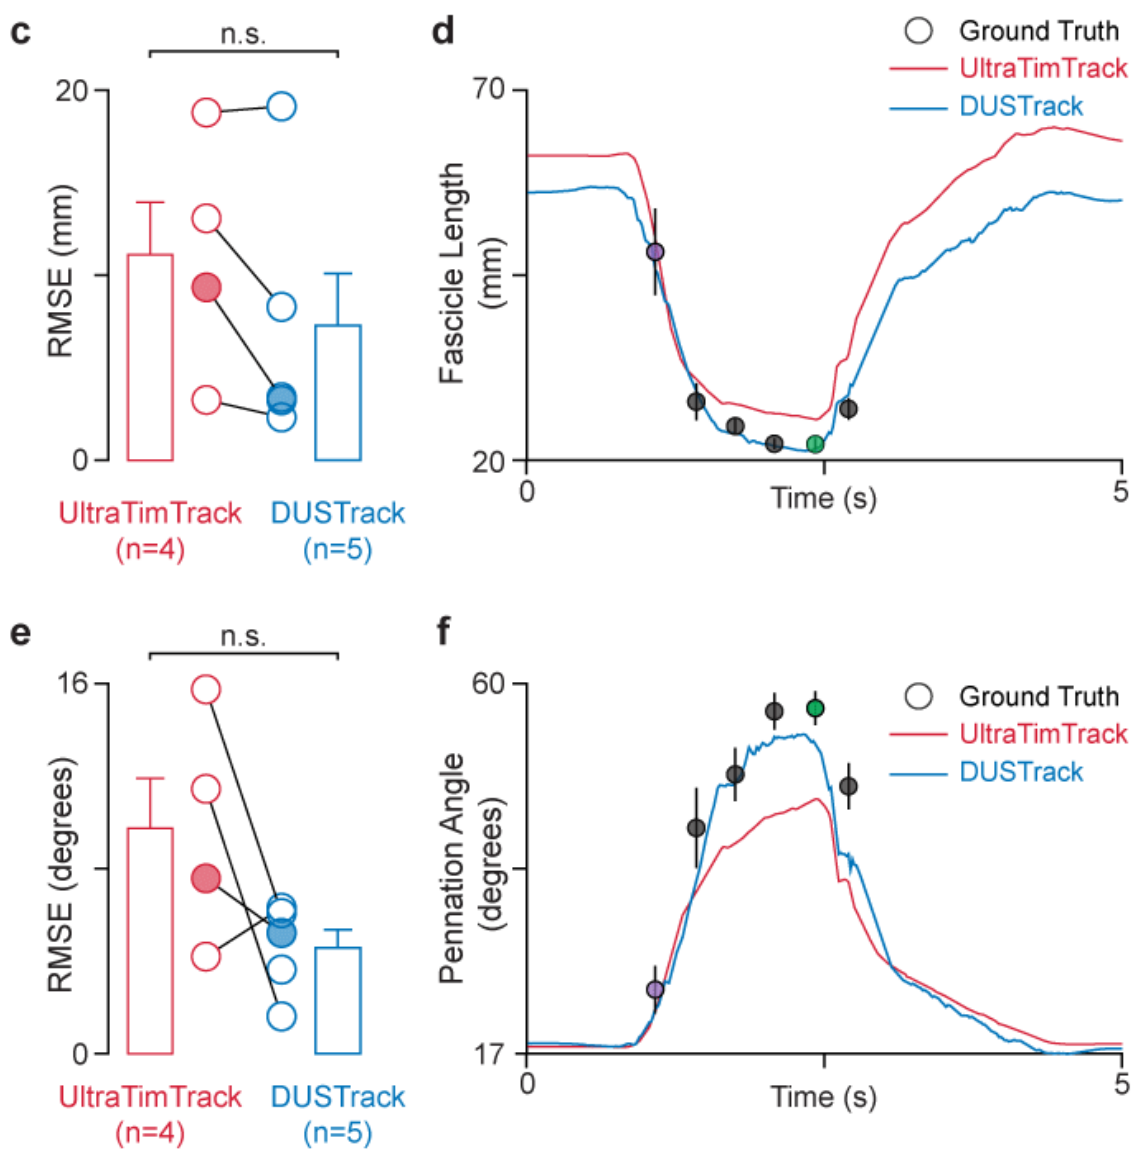 c
n.s.
20
RMSE (mm)
0
UltraTimTrack
(n=4)
DUSTrack
(n=5)
d
Ground Truth
UltraTimTrack
DUSTrack
70
Fascicle Length
(mm)
20
0
Time (s)
5
e
n.s.
16
RMSE (degrees)
0
UltraTimTrack
(n=4)
DUSTrack
(n=5)
f
Ground Truth
UltraTimTrack
DUSTrack
60
Pennation Angle
(degrees)
17
0
Time (s)
5